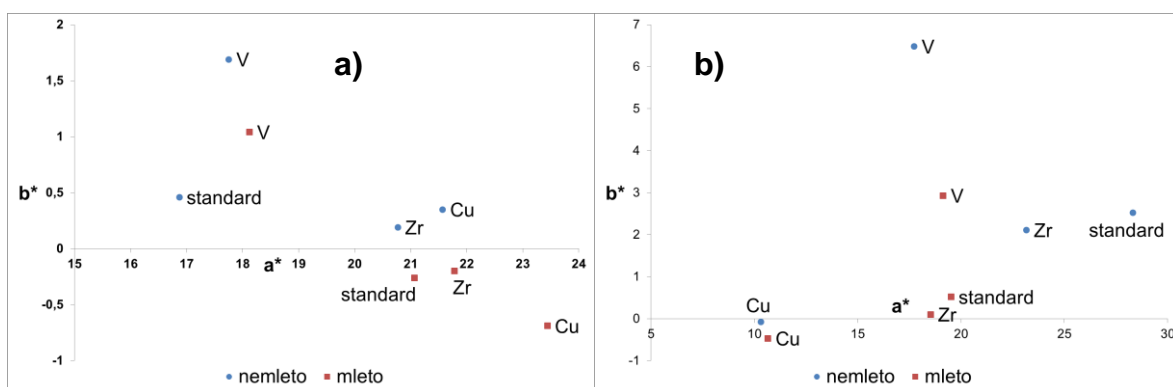 a)
2
1,5
1
0,5
0
-0,5
-1
b*
15 16 17 18 19 20 21 22 23 24
a*
V
V
standard
Cu
Zr
standard
Zr
Cu
nemleto mleto
b)
7
6
5
4
3
2
1
0
-1
b*
5 10 15 20 25 30
a*
V
V
Zr
standard
Cu
standard
Zr
Cu
nemleto mleto